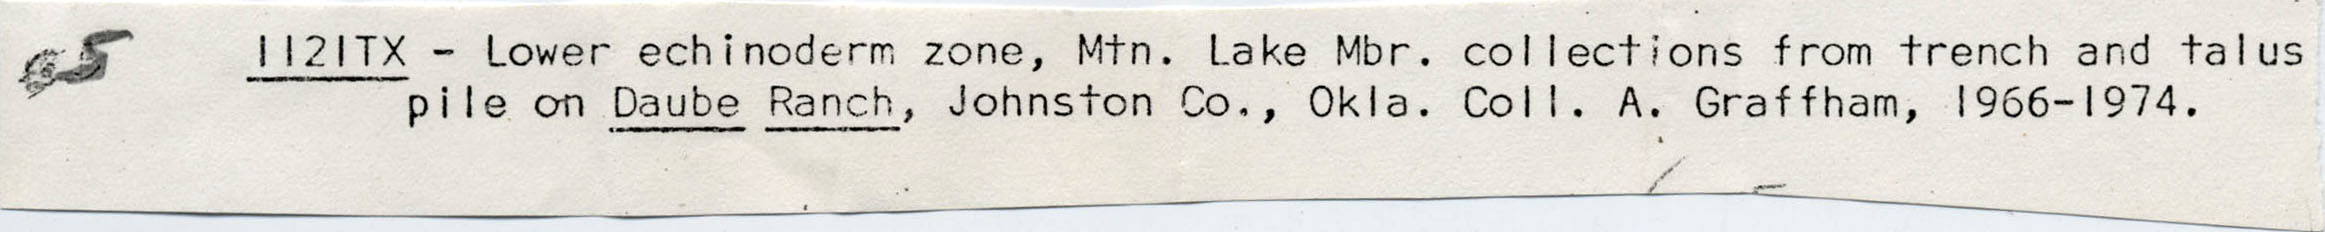 1121TX - Lower echinoderm zone, Mtn. Lake Mbr. collections from trench and talus
pile on Daube Ranch, Johnston Co., Okla. Coll. A. Graffham, 1966-1974.